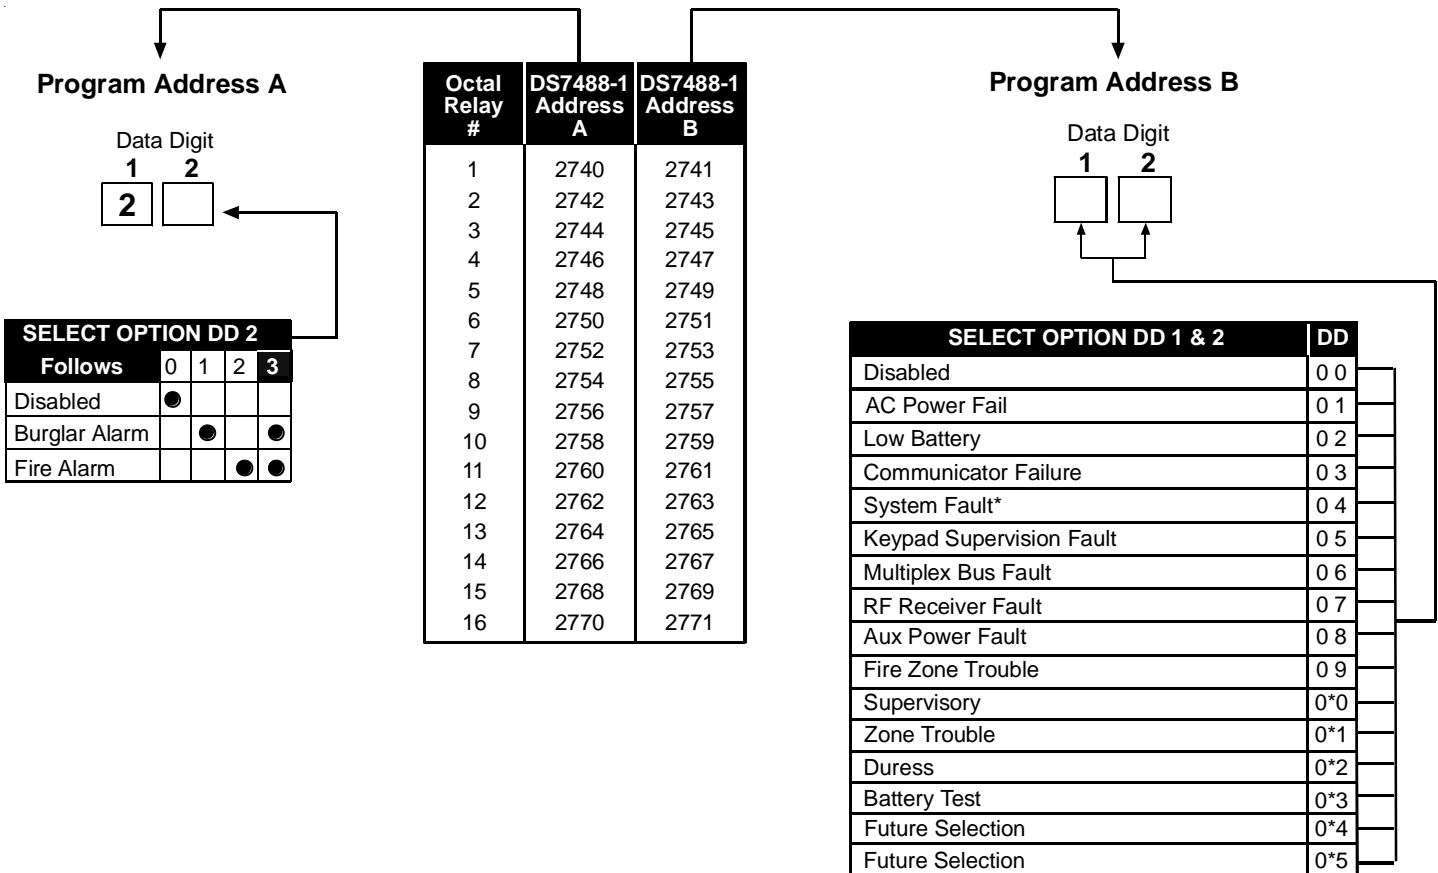 Program Address A
Data Digit
1 2
2
SELECT OPTION DD 2
Follows 0 1 2 3
Disabled
Burglar Alarm
Fire Alarm
Octal Relay # DS7488-1 Address A DS7488-1 Address B
1 2740 2741
2 2742 2743
3 2744 2745
4 2746 2747
5 2748 2749
6 2750 2751
7 2752 2753
8 2754 2755
9 2756 2757
10 2758 2759
11 2760 2761
12 2762 2763
13 2764 2765
14 2766 2767
15 2768 2769
16 2770 2771
Program Address B
Data Digit
1 2
SELECT OPTION DD 1 & 2 DD
Disabled 0 0
AC Power Fail 0 1
Low Battery 0 2
Communicator Failure 0 3
System Fault* 0 4
Keypad Supervision Fault 0 5
Multiplex Bus Fault 0 6
RF Receiver Fault 0 7
Aux Power Fault 0 8
Fire Zone Trouble 0 9
Supervisory 0*0
Zone Trouble 0*1
Duress 0*2
Battery Test 0*3
Future Selection 0*4
Future Selection 0*5